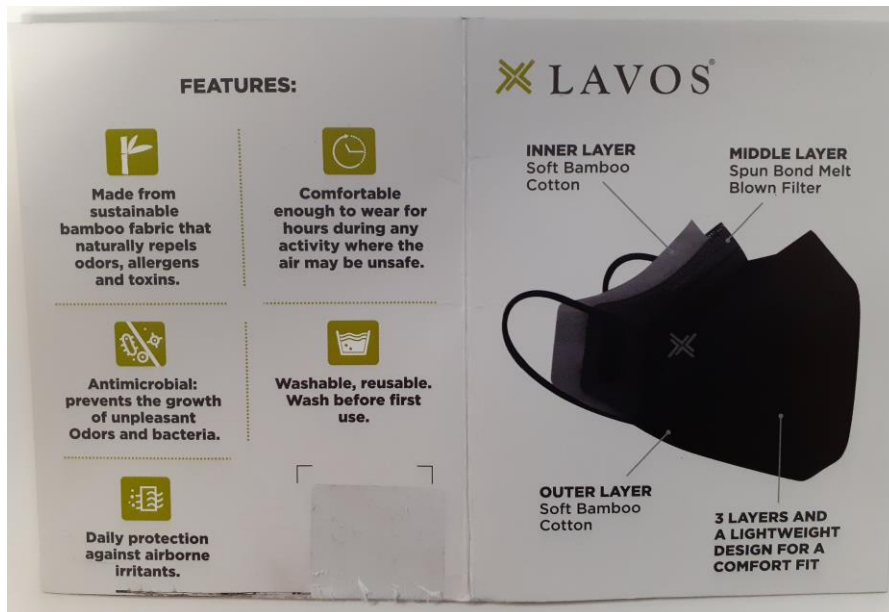 FEATURES:
Made from
sustainable
bamboo fabric that
naturally repels
odors, allergens
and toxins.
Comfortable
enough to wear for
hours during any
activity where the
air may be unsafe.
Antimicrobial:
prevents the growth
of unpleasant
Odors and bacteria.
Washable, reusable.
Wash before first
use.
Daily protection
against airborne
irritants.
LAVOS®
INNER LAYER
Soft Bamboo
Cotton
MIDDLE LAYER
Spun Bond Melt
Blown Filter
OUTER LAYER
Soft Bamboo
Cotton
3 LAYERS AND
A LIGHTWEIGHT
DESIGN FOR A
COMFORT FIT